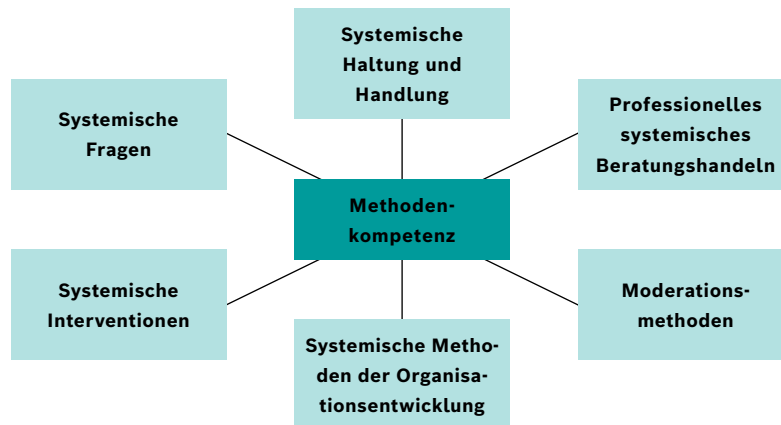 Systemische
Haltung und
Handlung
Systemische
Fragen
Professionelles
systemisches
Beratungshandeln
Methoden-
kompetenz
Systemische
Interventionen
Moderations-
methoden
Systemische Metho-
den der Organisa-
tionsentwicklung